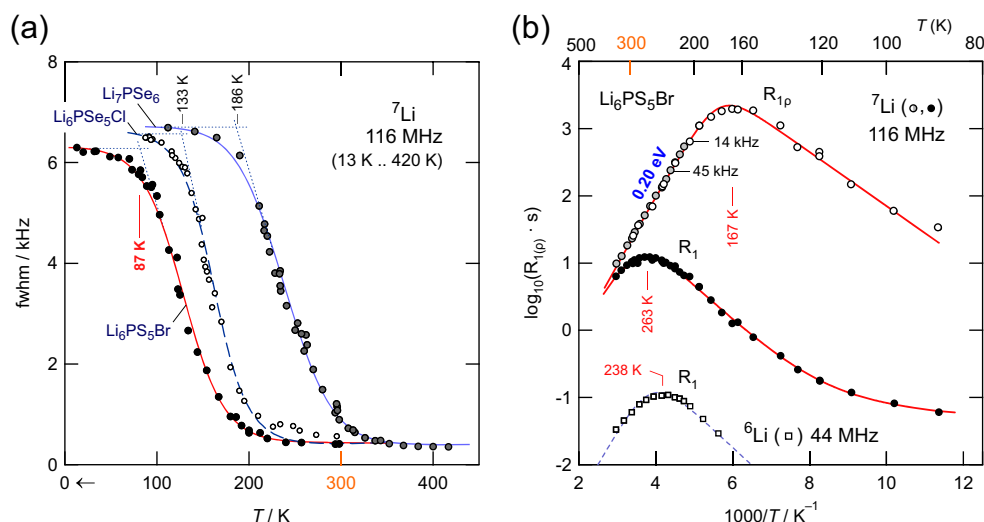 (a)
8
6
4
2
0
fwhm / kHz
Li₇PSe₆
Li₆PSe₅Cl
133 K
186 K
⁷Li
116 MHz
(13 K .. 420 K)
87 K
Li₆PS₅Br
0 ←
100
200
300
400
T / K
(b)
T (K)
500
300
200
160
120
100
80
4
3
2
1
0
-1
-2
log₁₀(R₁₍ρ₎ · s)
Li₆PS₅Br
R₁ρ
⁷Li (○,●)
116 MHz
0.20 eV
14 kHz
45 kHz
167 K
R₁
263 K
238 K
R₁
⁶Li (□) 44 MHz
2
4
6
8
10
12
1000/T / K⁻¹